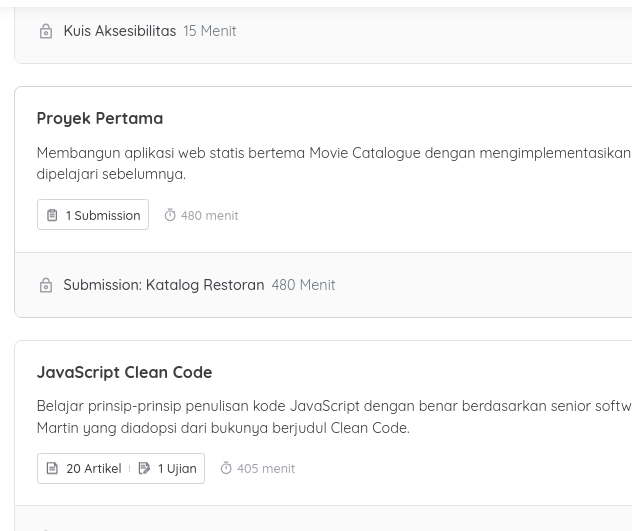 Kuis Aksesibilitas 15 Menit
Proyek Pertama
Membangun aplikasi web statis bertema Movie Catalogue dengan mengimplementasikan
dipelajari sebelumnya.
1 Submission 480 menit
Submission: Katalog Restoran 480 Menit
JavaScript Clean Code
Belajar prinsip-prinsip penulisan kode JavaScript dengan benar berdasarkan senior softw
Martin yang diadopsi dari bukunya berjudul Clean Code.
20 Artikel 1 Ujian 405 menit